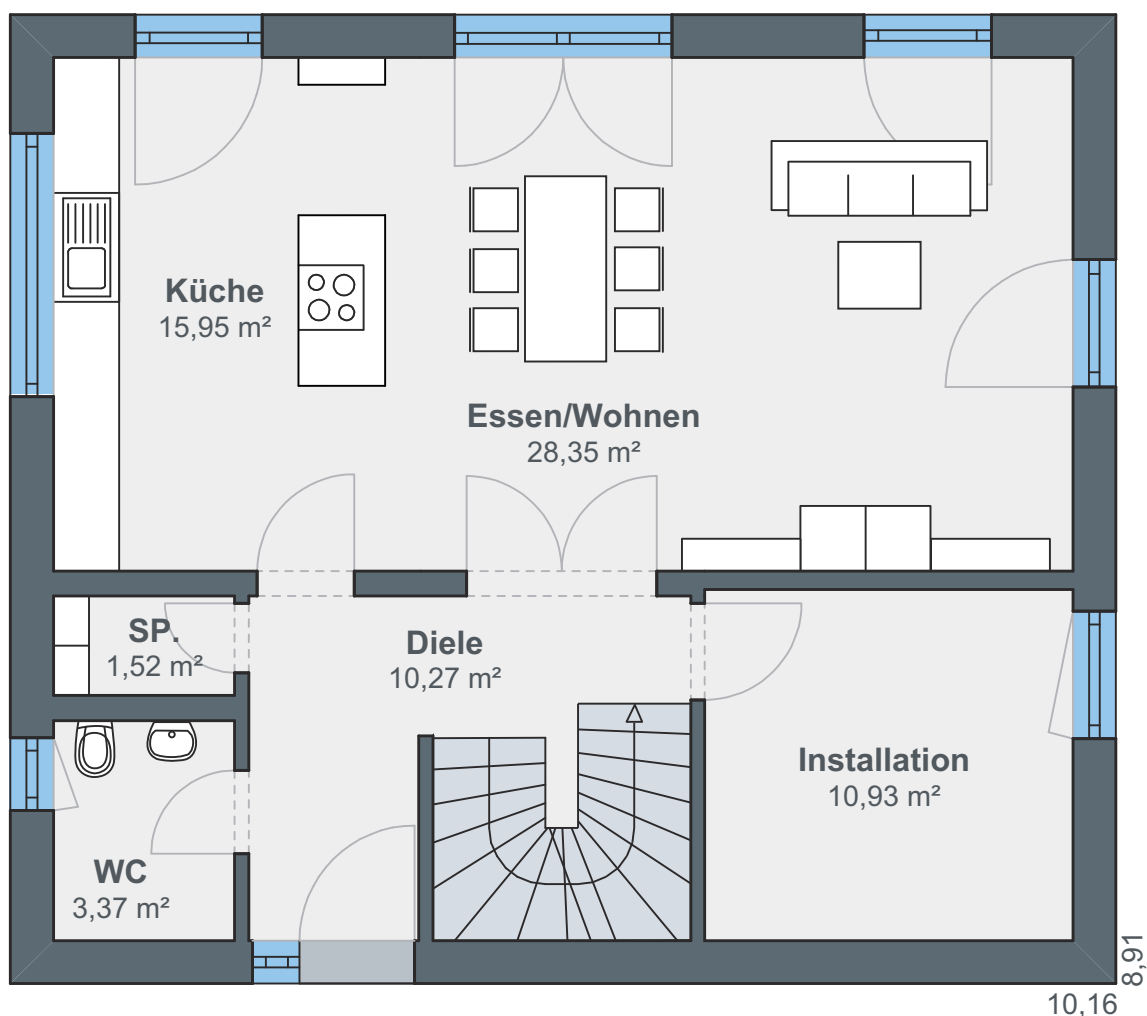 Küche
15,95 m²
Essen/Wohnen
28,35 m²
SP.
1,52 m²
Diele
10,27 m²
Installation
10,93 m²
WC
3,37 m²
8,91
10,16